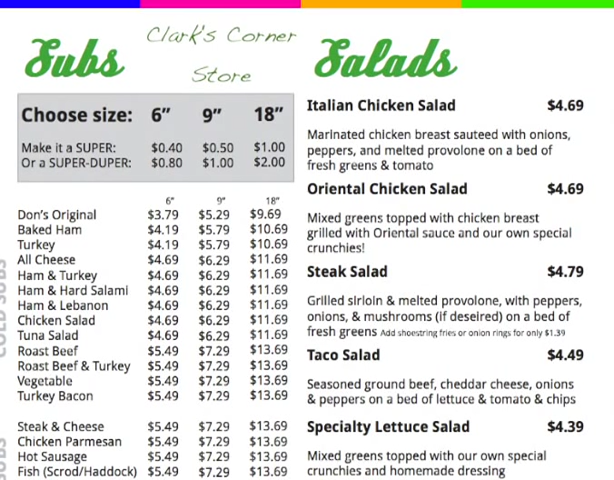 Clark's Corner
Store
Subs
Choose size: 6" 9" 18"
Make it a SUPER: $0.40 $0.50 $1.00
Or a SUPER-DUPER: $0.80 $1.00 $2.00
6" 9" 18"
Don's Original $3.79 $5.29 $9.69
Baked Ham $4.19 $5.79 $10.69
Turkey $4.19 $5.79 $10.69
All Cheese $4.69 $6.29 $11.69
Ham & Turkey $4.69 $6.29 $11.69
Ham & Hard Salami $4.69 $6.29 $11.69
Ham & Lebanon $4.69 $6.29 $11.69
Chicken Salad $4.69 $6.29 $11.69
Tuna Salad $4.69 $6.29 $11.69
Roast Beef $5.49 $7.29 $13.69
Roast Beef & Turkey $5.49 $7.29 $13.69
Vegetable $5.49 $7.29 $13.69
Turkey Bacon $5.49 $7.29 $13.69
Steak & Cheese $5.49 $7.29 $13.69
Chicken Parmesan $5.49 $7.29 $13.69
Hot Sausage $5.49 $7.29 $13.69
Fish (Scrod/Haddock) $5.49 $7.29 $13.69
COLD SUBS
SUBS
Salads
Italian Chicken Salad $4.69
Marinated chicken breast sauteed with onions,
peppers, and melted provolone on a bed of
fresh greens & tomato
Oriental Chicken Salad $4.69
Mixed greens topped with chicken breast
grilled with Oriental sauce and our own special
crunchies!
Steak Salad $4.79
Grilled sirloin & melted provolone, with peppers,
onions, & mushrooms (if deseired) on a bed of
fresh greens Add shoestring fries or onion rings for only $1.39
Taco Salad $4.49
Seasoned ground beef, cheddar cheese, onions
& peppers on a bed of lettuce & tomato & chips
Specialty Lettuce Salad $4.39
Mixed greens topped with our own special
crunchies and homemade dressing